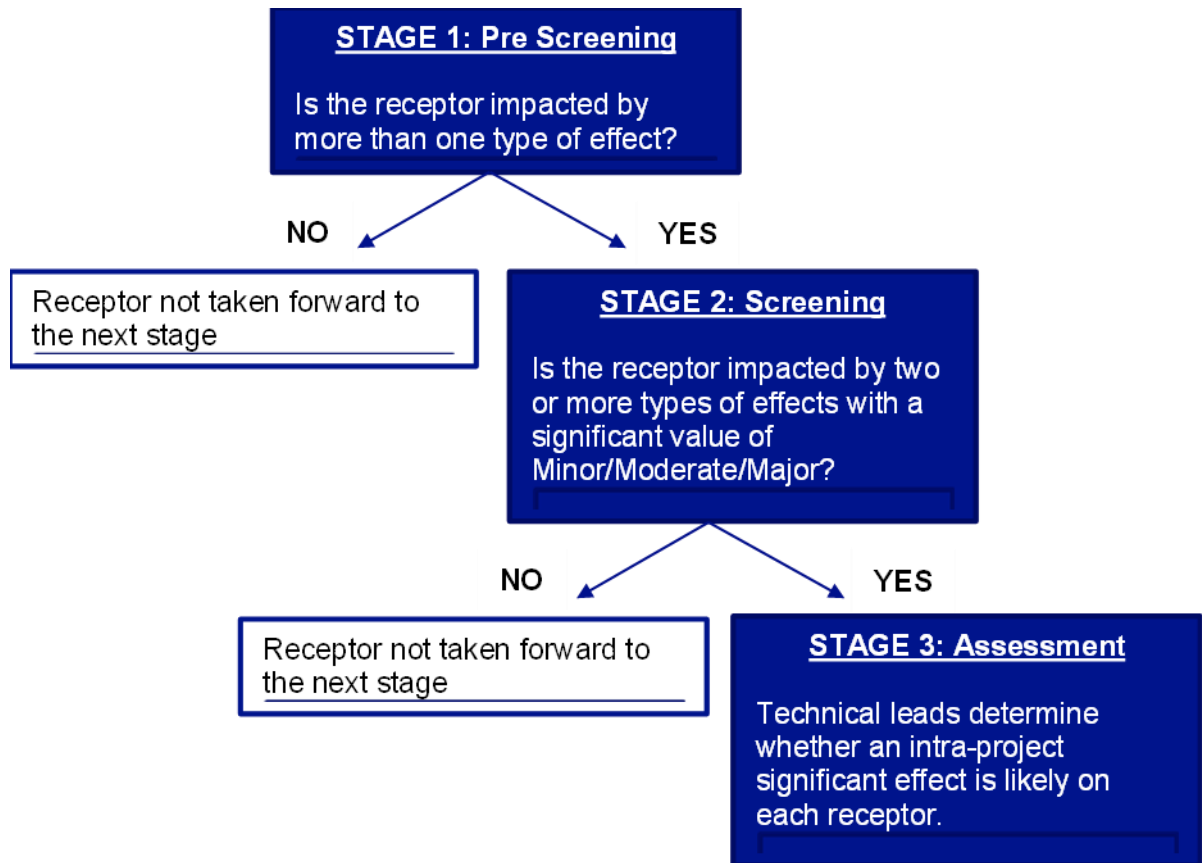 STAGE 1: Pre Screening
Is the receptor impacted by
more than one type of effect?
NO
YES
Receptor not taken forward to
the next stage
STAGE 2: Screening
Is the receptor impacted by two
or more types of effects with a
significant value of
Minor/Moderate/Major?
NO
YES
Receptor not taken forward to
the next stage
STAGE 3: Assessment
Technical leads determine
whether an intra-project
significant effect is likely on
each receptor.